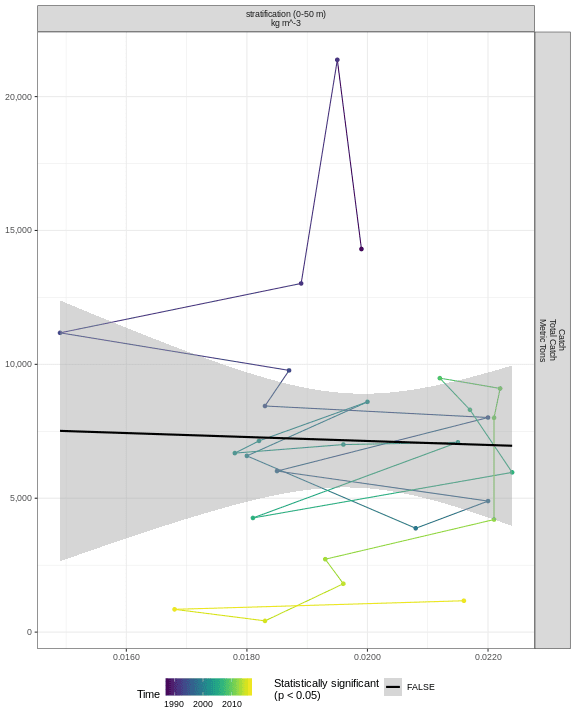 stratification (0-50 m)
kg m^-3
20,000
15,000
10,000
5,000
0
Catch
Total Catch
Metric Tons
0.0160
0.0180
0.0200
0.0220
Time
1990 2000 2010
Statistically significant
(p < 0.05)
FALSE